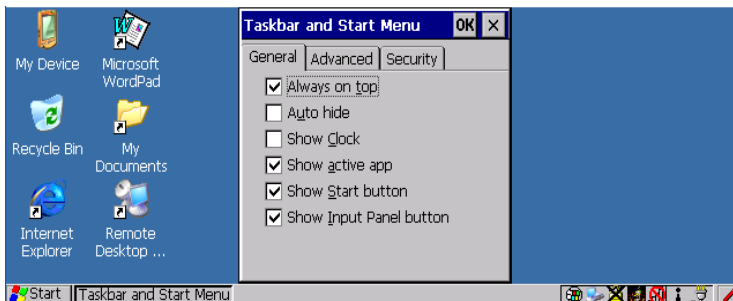 My Device
Microsoft
WordPad
Recycle Bin
My
Documents
Internet
Explorer
Remote
Desktop ...
Taskbar and Start Menu
OK
General
Advanced
Security
Always on top
Auto hide
Show Clock
Show active app
Show Start button
Show Input Panel button
Start
Taskbar and Start Menu